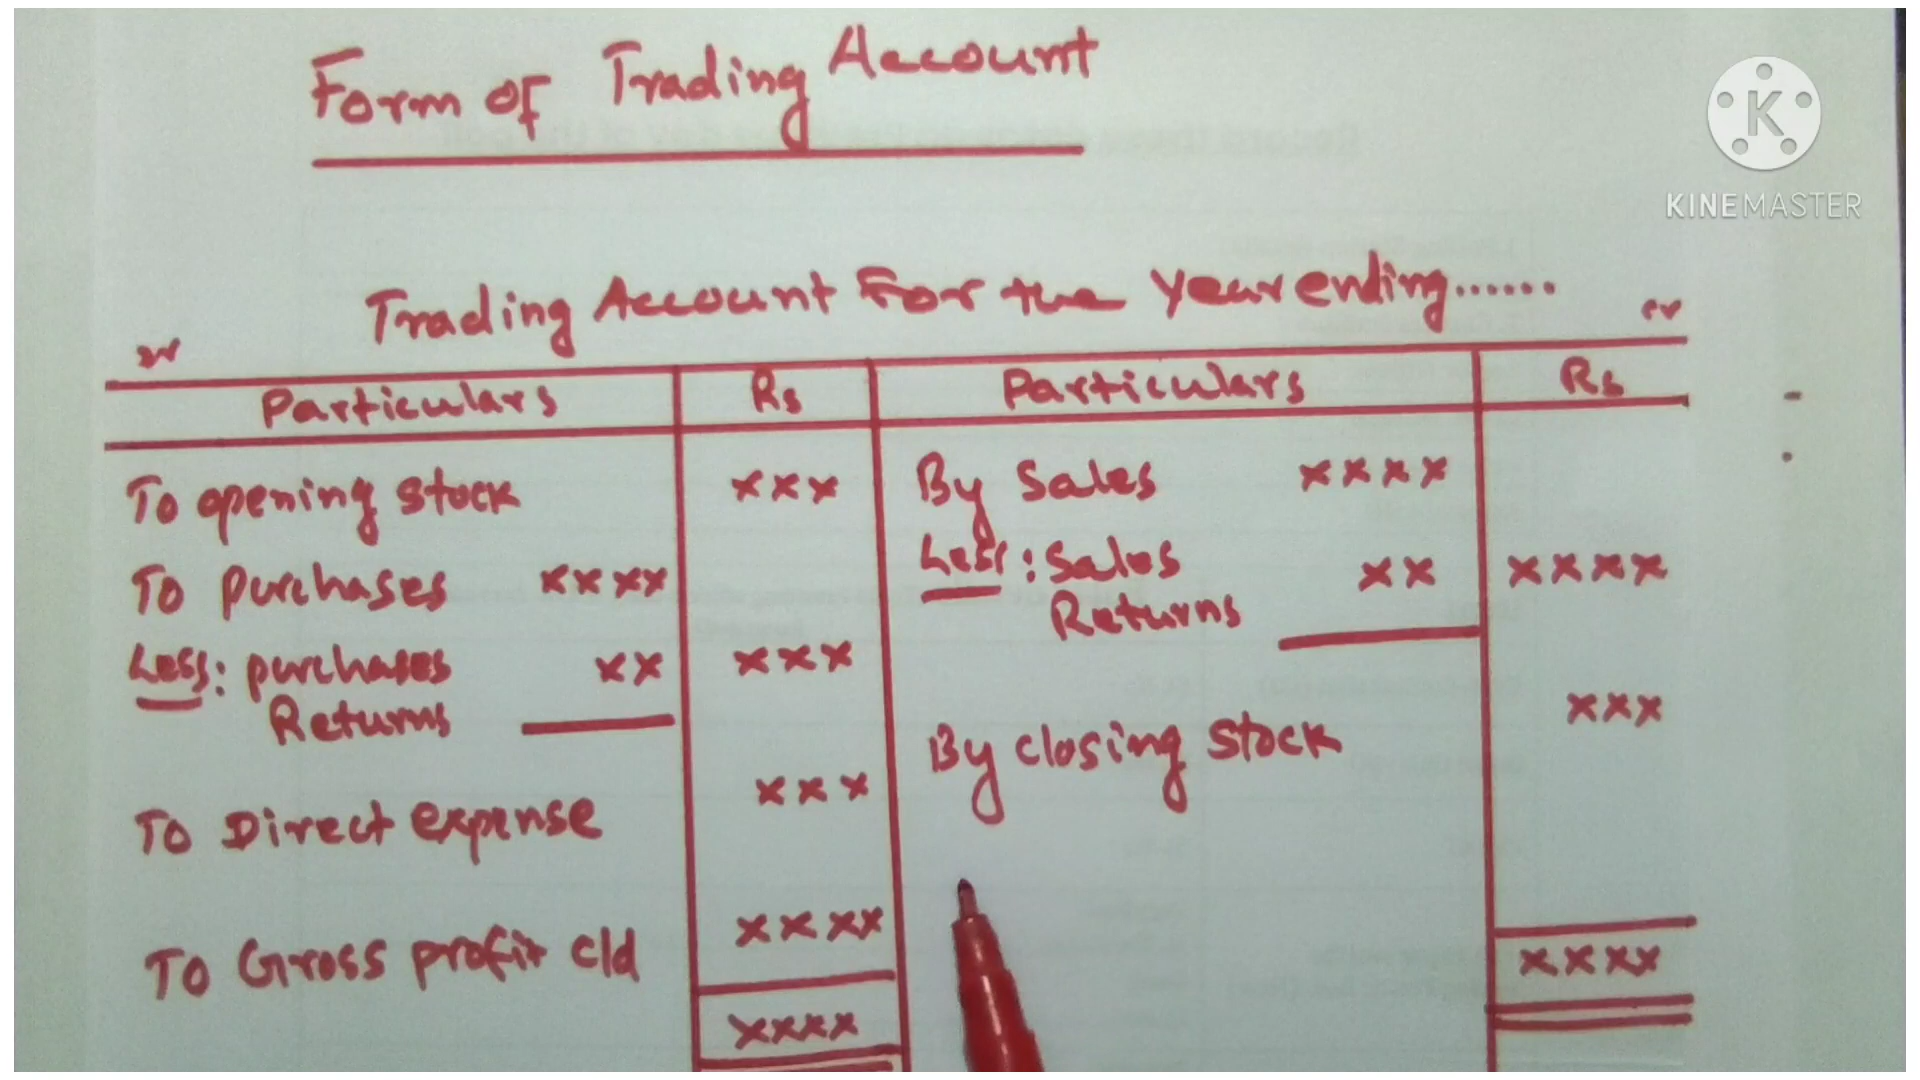 Form of Trading Account
KINEMASTER
Trading Account For the Year ending......
Dr
Cr
Particulars Rs Particulars Rs
To opening stock xxx By Sales xxxx
To purchases xxxx Less: Sales xx xxxx
Returns
Less: purchases xx xxx
Returns
By closing stock xxx
To Direct expense xxx
To Gross profit c/d xxxx
xxxx
xxxx